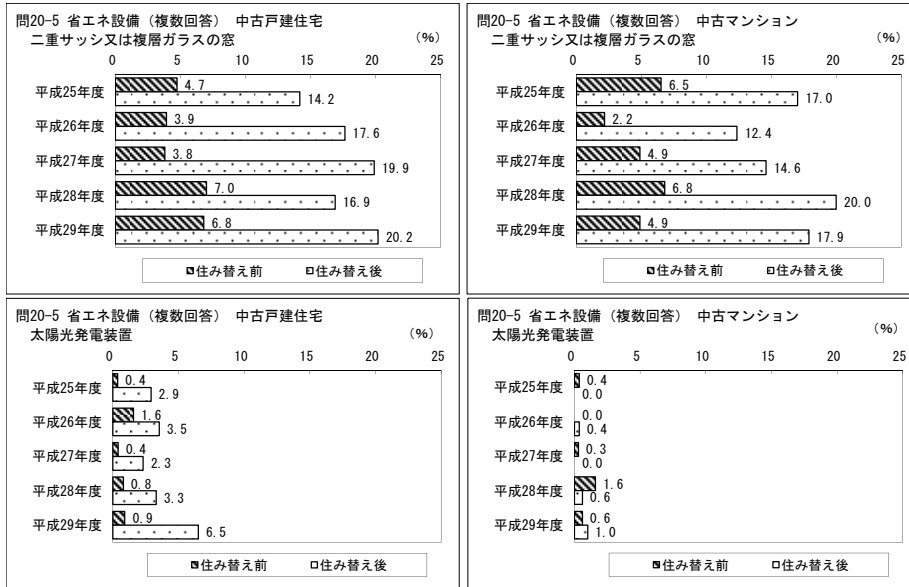 問20-5 省エネ設備（複数回答） 中古戸建住宅
二重サッシ又は複層ガラスの窓
（%）
0 5 10 15 20 25
平成25年度 4.7 14.2
平成26年度 3.9 17.6
平成27年度 3.8 19.9
平成28年度 7.0 16.9
平成29年度 6.8 20.2
住み替え前 住み替え後
問20-5 省エネ設備（複数回答） 中古マンション
二重サッシ又は複層ガラスの窓
（%）
0 5 10 15 20 25
平成25年度 6.5 17.0
平成26年度 2.2 12.4
平成27年度 4.9 14.6
平成28年度 6.8 20.0
平成29年度 4.9 17.9
住み替え前 住み替え後
問20-5 省エネ設備（複数回答） 中古戸建住宅
太陽光発電装置
（%）
0 5 10 15 20 25
平成25年度 0.4 2.9
平成26年度 1.6 3.5
平成27年度 0.4 2.3
平成28年度 0.8 3.3
平成29年度 0.9 6.5
住み替え前 住み替え後
問20-5 省エネ設備（複数回答） 中古マンション
太陽光発電装置
（%）
0 5 10 15 20 25
平成25年度 0.4 0.0
平成26年度 0.0 0.4
平成27年度 0.3 0.0
平成28年度 1.6 0.6
平成29年度 0.6 1.0
住み替え前 住み替え後